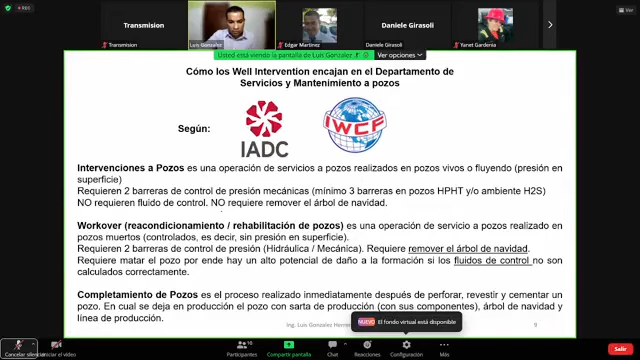 REC
Ver
Transmision
Transmision
Luis Gonzalez
Edgar Martinez
Daniele Girasoli
Daniele Girasoli
Yenet Gardenia
Usted está viendo la pantalla de Luis Gonzalez
Ver opciones
Cómo los Well Intervention encajan en el Departamento de
Servicios y Mantenimiento a pozos
Según:
IADC
IWCF
Intervenciones a Pozos es una operación de servicios a pozos realizados en pozos vivos o fluyendo (presión en
superficie)
Requieren 2 barreras de control de presión mecánicas (mínimo 3 barreras en pozos HPHT y/o ambiente H2S)
NO requieren fluido de control. NO requiere remover el árbol de navidad.
Workover (reacondicionamiento / rehabilitación de pozos) es una operación de servicio a pozos realizado en
pozos muertos (controlados, es decir, sin presión en superficie).
Requieren 2 barreras de control de presión (Hidráulica / Mecánica). Requiere remover el árbol de navidad.
Requiere matar el pozo por ende hay un alto potencial de daño a la formación si los fluidos de control no son
calculados correctamente.
Completamiento de Pozos es el proceso realizado inmediatamente después de perforar, revestir y cementar un
pozo. En cual se deja en producción el pozo con sarta de producción (con sus componentes), árbol de navidad y
línea de producción.
Ing. Luis Gonzalez
9
NUEVO El fondo virtual está disponible
Cancelar silencio
Iniciar el video
Participantes
Compartir pantalla
Chat
Reacciones
Configuración
Más
Salir